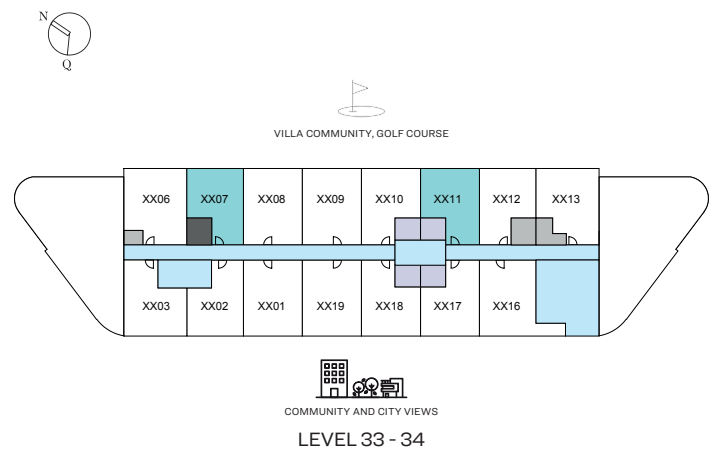 N
Q
VILLA COMMUNITY, GOLF COURSE
XX06 XX07 XX08 XX09 XX10 XX11 XX12 XX13
XX03 XX02 XX01 XX19 XX18 XX17 XX16
COMMUNITY AND CITY VIEWS
LEVEL 33 - 34